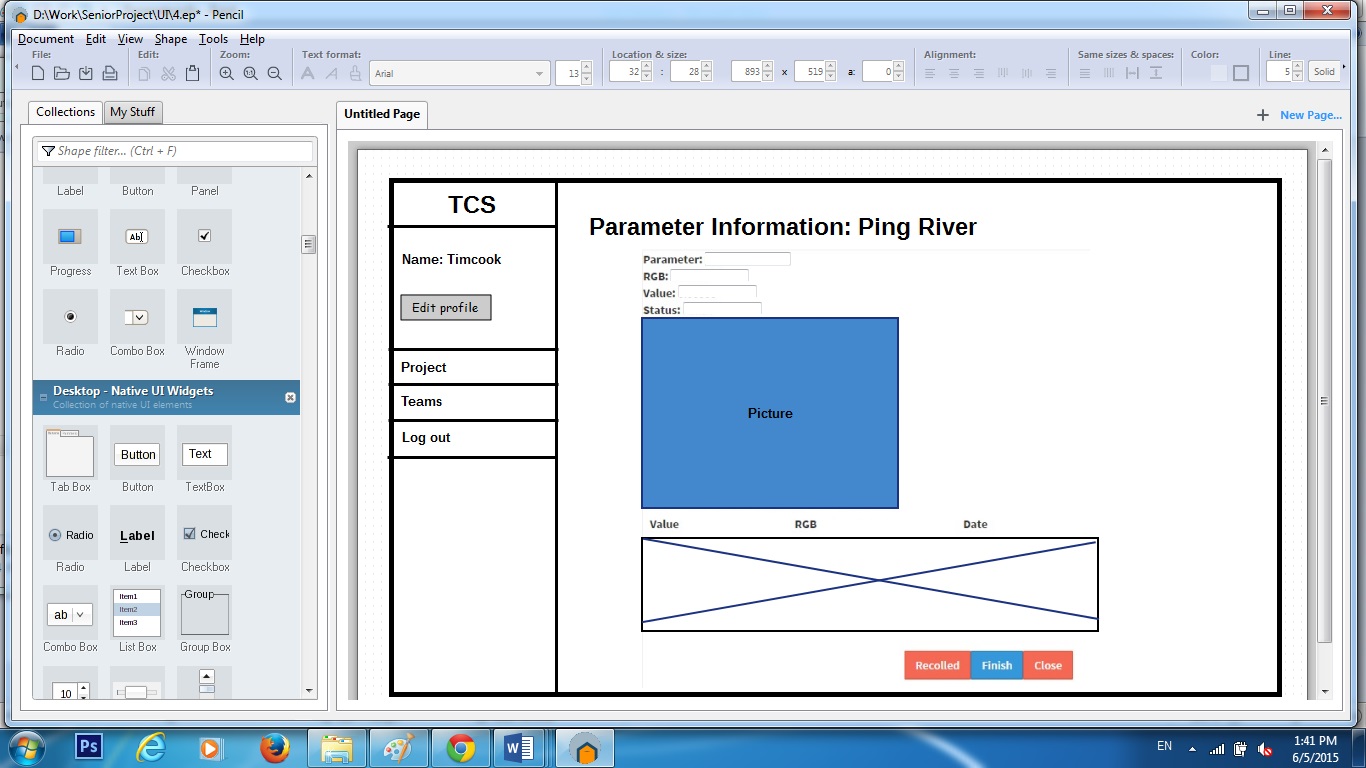 D:\Work\SeniorProject\UI\4.ep* - Pencil
Document Edit View Shape Tools Help
File: Edit: Zoom: Text format: Location & size: Alignment: Same sizes & spaces: Color: Line:
Arial 13 32 : 28 893 x 519 a: 0 5 Solid
Collections My Stuff
Shape filter... (Ctrl + F)
Label Button Panel
Ab
Progress Text Box Checkbox
Radio Combo Box Window Frame
Desktop - Native UI Widgets
Collection of native UI elements
Button Text
Tab Box Button TextBox
Radio Label Check
Radio Label Checkbox
ab Item1 Item2 Item3 Group
Combo Box List Box Group Box
10
Untitled Page
New Page...
TCS
Name: Timcook
Edit profile
Project
Teams
Log out
Parameter Information: Ping River
Parameter:
RGB:
Value:
Status:
Picture
Value RGB Date
Recolled Finish Close
Ps W EN 1:41 PM
6/5/2015